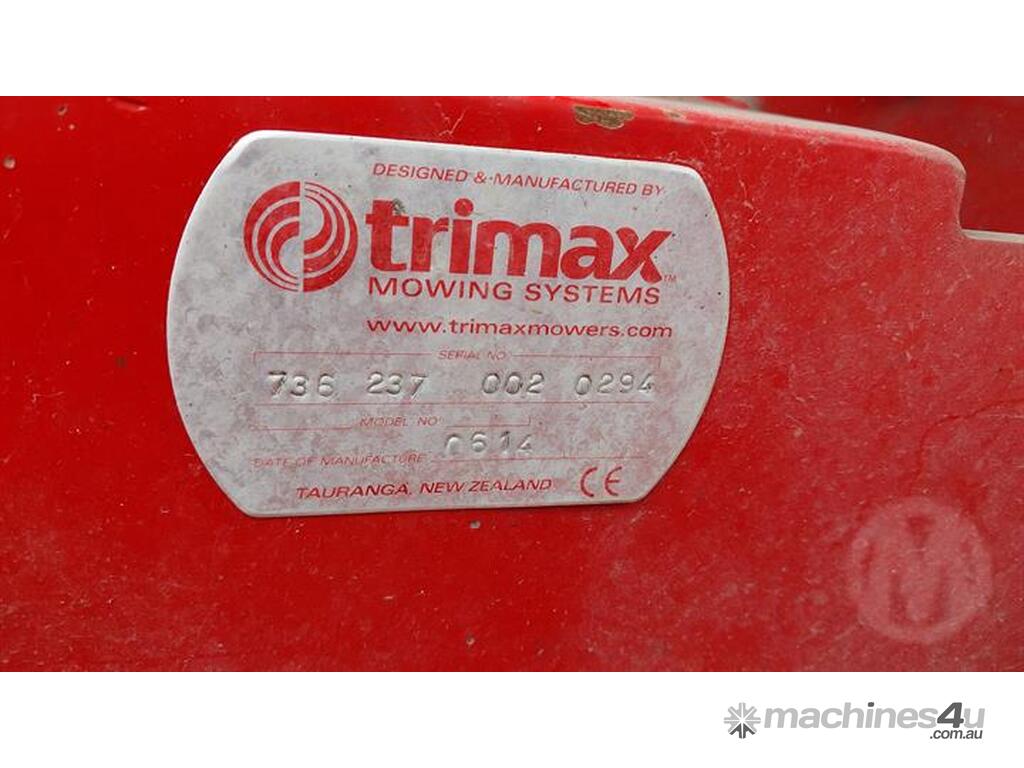 DESIGNED & MANUFACTURED BY
trimax™
MOWING SYSTEMS
www.trimaxmowers.com
SERIAL NO.
736 237 002 0294
MODEL NO.
0614
DATE OF MANUFACTURE
TAURANGA, NEW ZEALAND CE
M
machines4u
.com.au